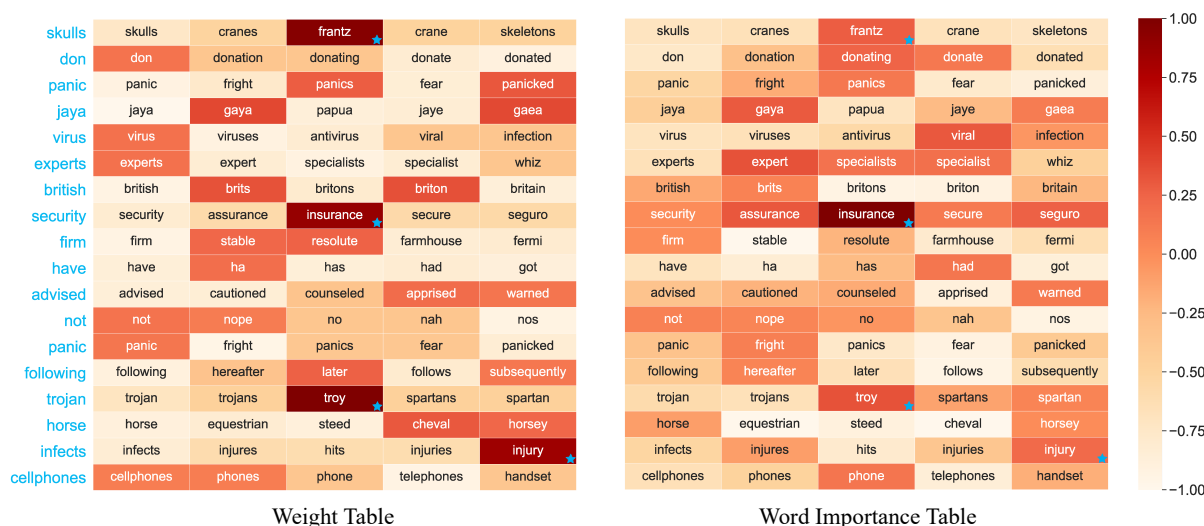 skulls skulls cranes frantz crane skeletons skulls cranes frantz crane skeletons 1.00
don don donation donating donate donated don donation donating donate donated
panic panic fright panics fear panicked panic fright panics fear panicked 0.75
jaya jaya gaya papua jaye gaea jaya gaya papua jaye gaea
virus virus viruses antivirus viral infection virus viruses antivirus viral infection 0.50
experts experts expert specialists specialist whiz experts expert specialists specialist whiz
british british brits britons briton britain british brits britons briton britain 0.25
security security assurance insurance secure seguro security assurance insurance secure seguro
firm firm stable resolute farmhouse fermi firm stable resolute farmhouse fermi 0.00
have have ha has had got have ha has had got
advised advised cautioned counseled apprised warned advised cautioned counseled apprised warned −0.25
not not nope no nah nos not nope no nah nos
panic panic fright panics fear panicked panic fright panics fear panicked
following following hereafter later follows subsequently following hereafter later follows subsequently −0.50
trojan trojan trojans troy spartans spartan trojan trojans troy spartans spartan
horse horse equestrian steed cheval horsey horse equestrian steed cheval horsey −0.75
infects infects injures hits injuries injury infects injures hits injuries injury
cellphones cellphones phones phone telephones handset cellphones phones phone telephones handset −1.00
Weight Table Word Importance Table